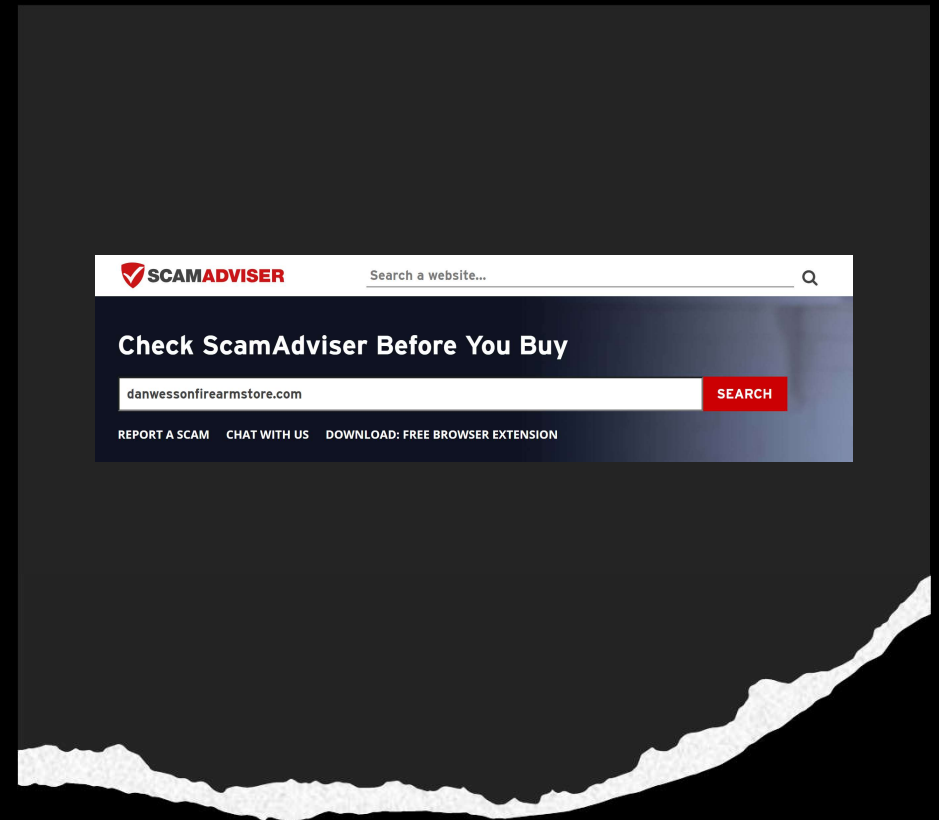 SCAMADVISER
Search a website...
Check ScamAdviser Before You Buy
danwessonfirearmstore.com
SEARCH
REPORT A SCAM CHAT WITH US DOWNLOAD: FREE BROWSER EXTENSION